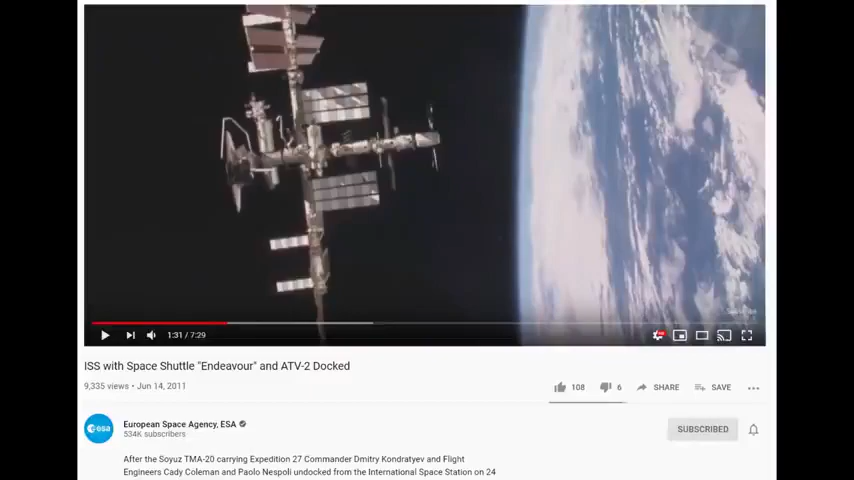 1:31 / 7:29
ISS with Space Shuttle "Endeavour" and ATV-2 Docked
9,335 views • Jun 14, 2011
108
6
SHARE
SAVE
esa
European Space Agency, ESA
534K subscribers
SUBSCRIBED
After the Soyuz TMA-20 carrying Expedition 27 Commander Dmitry Kondratyev and Flight
Engineers Cady Coleman and Paolo Nespoli undocked from the International Space Station on 24